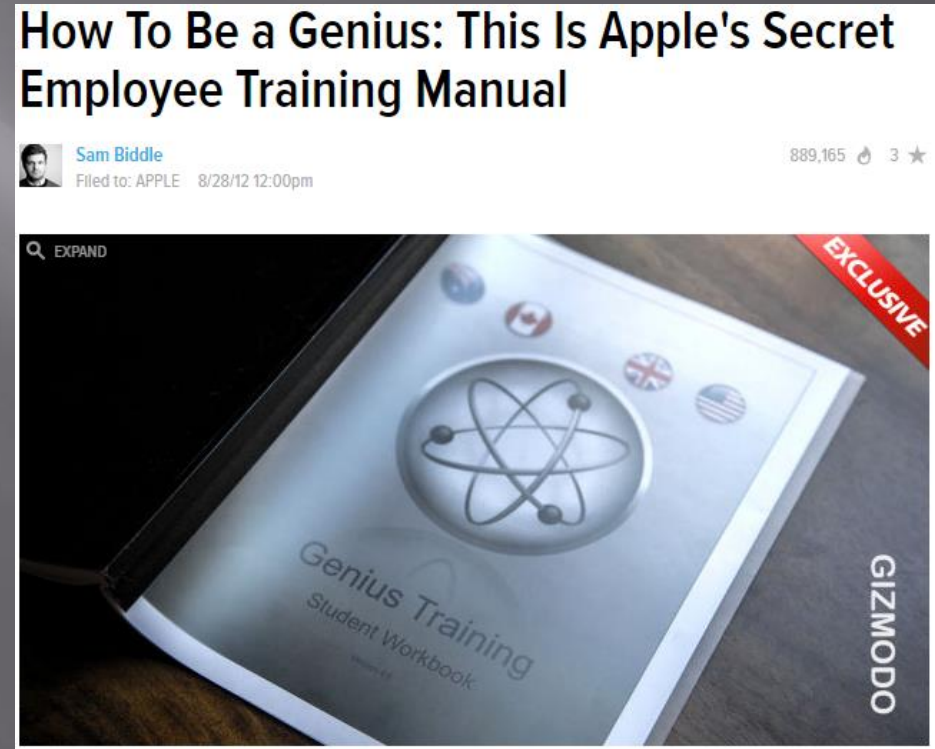 How To Be a Genius: This Is Apple's Secret
Employee Training Manual
Sam Biddle
889,165 3
Filed to: APPLE 8/28/12 12:00pm
EXPAND
EXCLUSIVE
Genius Training
Student Workbook
GIZMODO